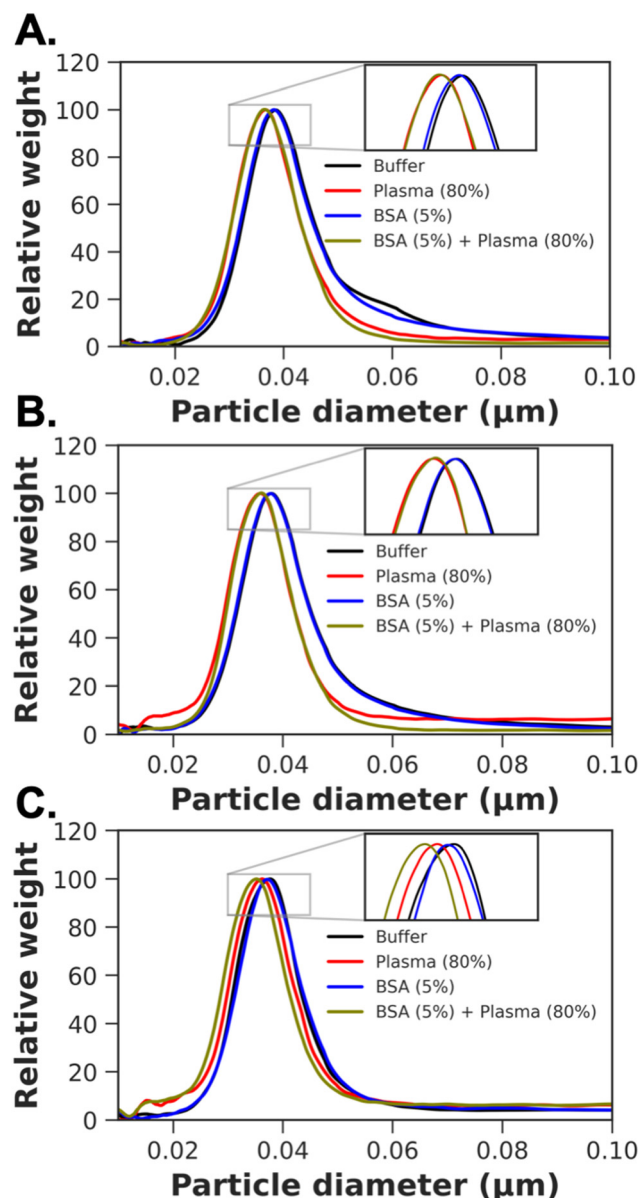 A.
120
100
80
60
40
20
0
Relative weight
Buffer
Plasma (80%)
BSA (5%)
BSA (5%) + Plasma (80%)
0.02 0.04 0.06 0.08 0.10
Particle diameter (μm)
B.
120
100
80
60
40
20
0
Relative weight
Buffer
Plasma (80%)
BSA (5%)
BSA (5%) + Plasma (80%)
0.02 0.04 0.06 0.08 0.10
Particle diameter (μm)
C.
120
100
80
60
40
20
0
Relative weight
Buffer
Plasma (80%)
BSA (5%)
BSA (5%) + Plasma (80%)
0.02 0.04 0.06 0.08 0.10
Particle diameter (μm)